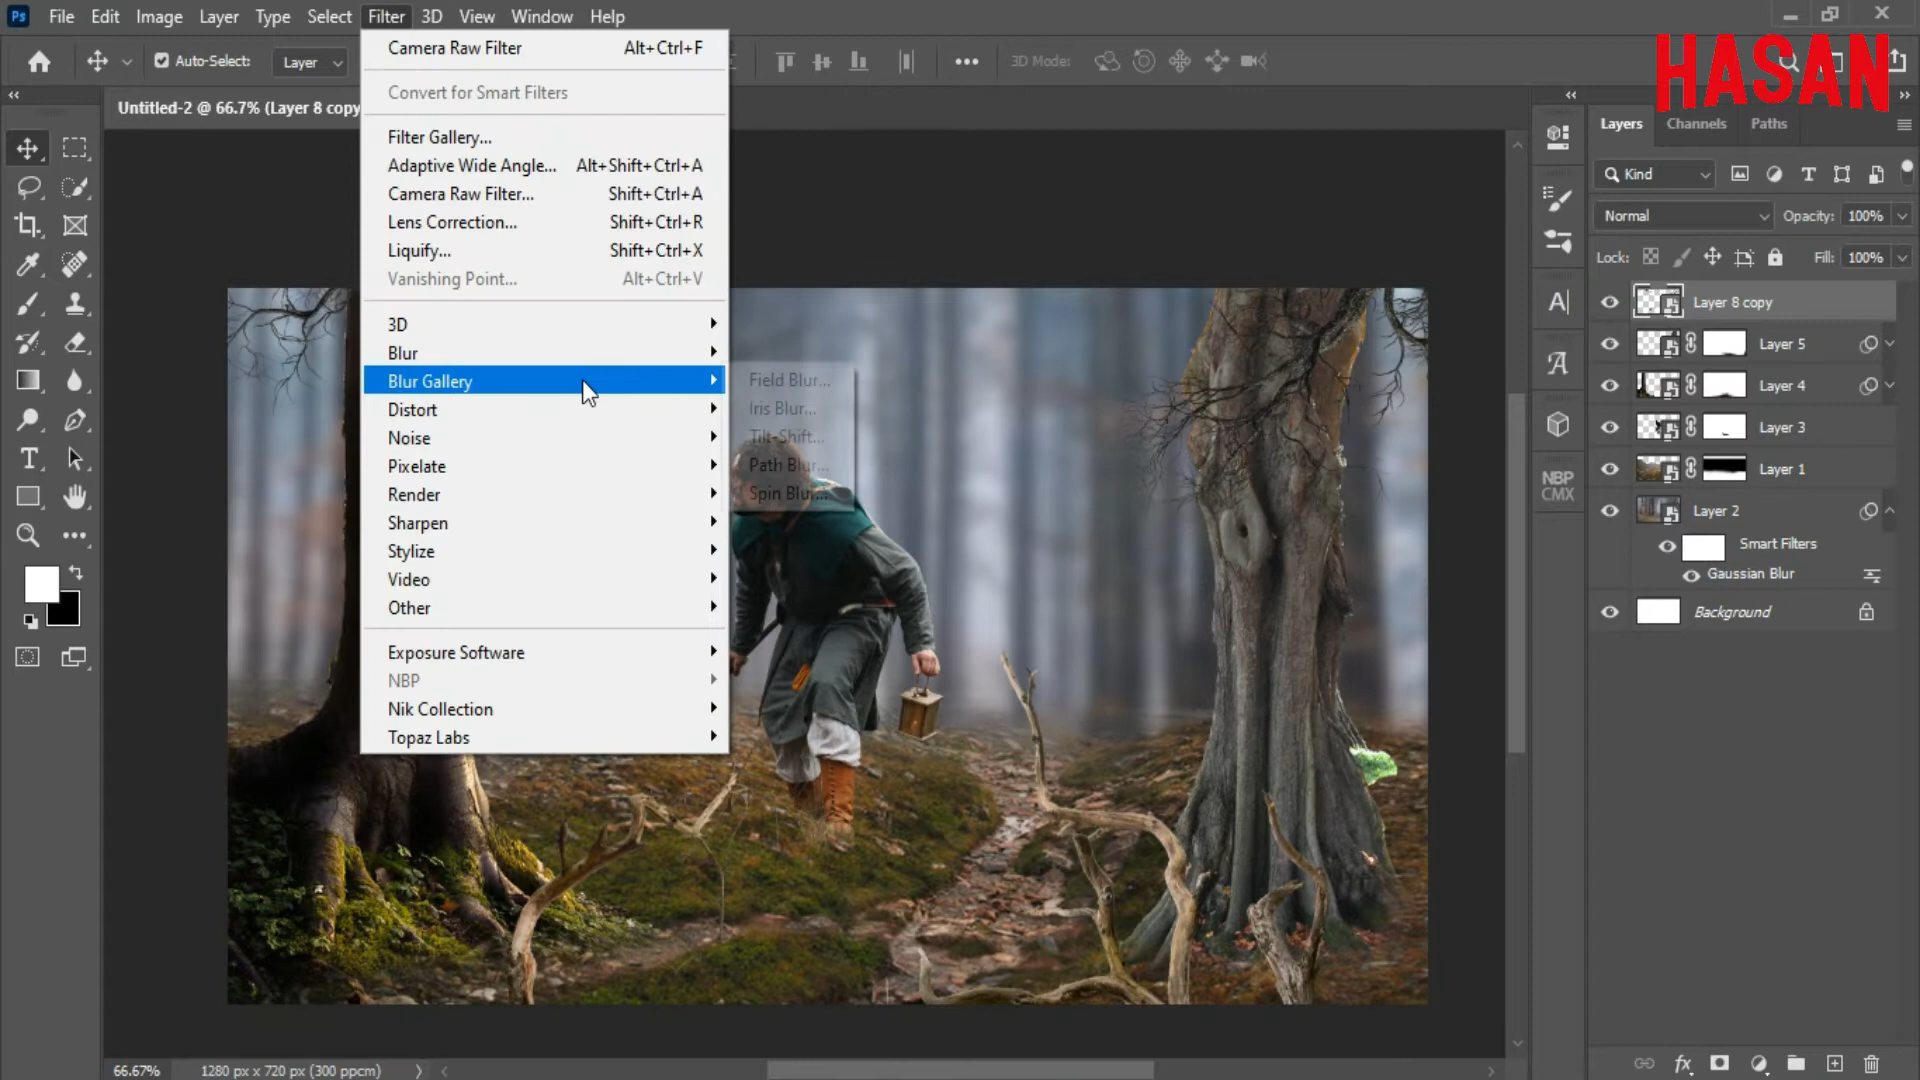 Ps File Edit Image Layer Type Select Filter 3D View Window Help
Auto-Select: Layer 3D Mode:
HASAN
Untitled-2 @ 66.7% (Layer 8 copy
Camera Raw Filter Alt+Ctrl+F
Convert for Smart Filters
Filter Gallery...
Adaptive Wide Angle... Alt+Shift+Ctrl+A
Camera Raw Filter... Shift+Ctrl+A
Lens Correction... Shift+Ctrl+R
Liquify... Shift+Ctrl+X
Vanishing Point... Alt+Ctrl+V
3D
Blur
Blur Gallery
Distort
Noise
Pixelate
Render
Sharpen
Stylize
Video
Other
Exposure Software
NBP
Nik Collection
Topaz Labs
Field Blur...
Iris Blur...
Tilt-Shift...
Path Blur...
Spin Blur...
NBP
CMX
Layers Channels Paths
Kind
Normal Opacity: 100%
Lock: Fill: 100%
Layer 8 copy
Layer 5
Layer 4
Layer 3
Layer 1
Layer 2
Smart Filters
Gaussian Blur
Background
66.67% 1280 px x 720 px (300 ppcm)
fx